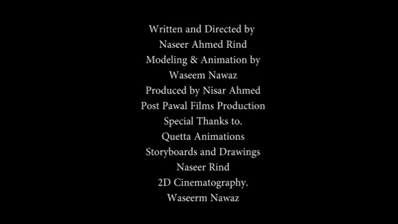 Written and Directed by
Naseer Ahmed Rind
Modeling & Animation by
Waseem Nawaz
Produced by Nisar Ahmed
Post Pawal Films Production
Special Thanks to.
Quetta Animations
Storyboards and Drawings
Naseer Rind
2D Cinematography.
Waseerm Nawaz